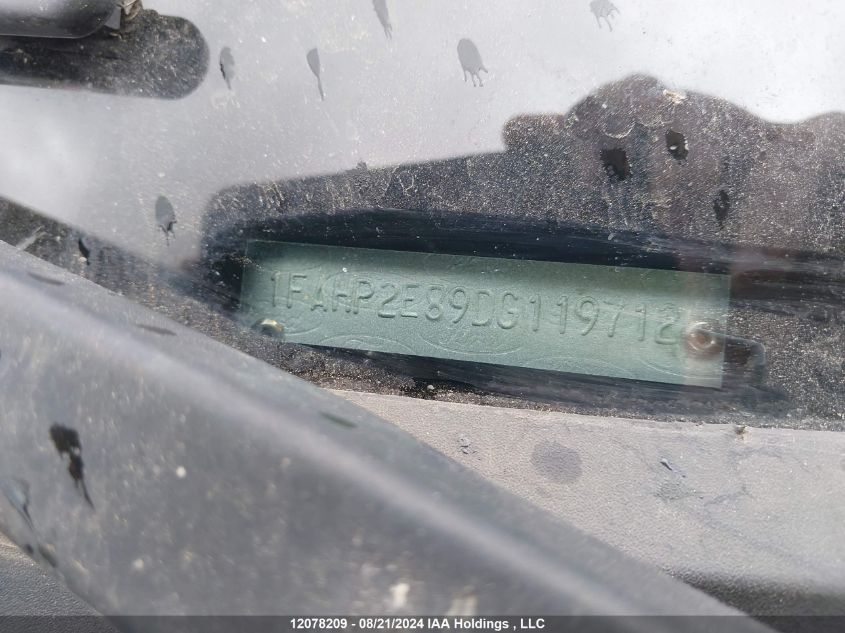 1FAHP2E89DG119712
12078209 - 08/21/2024 IAA Holdings , LLC